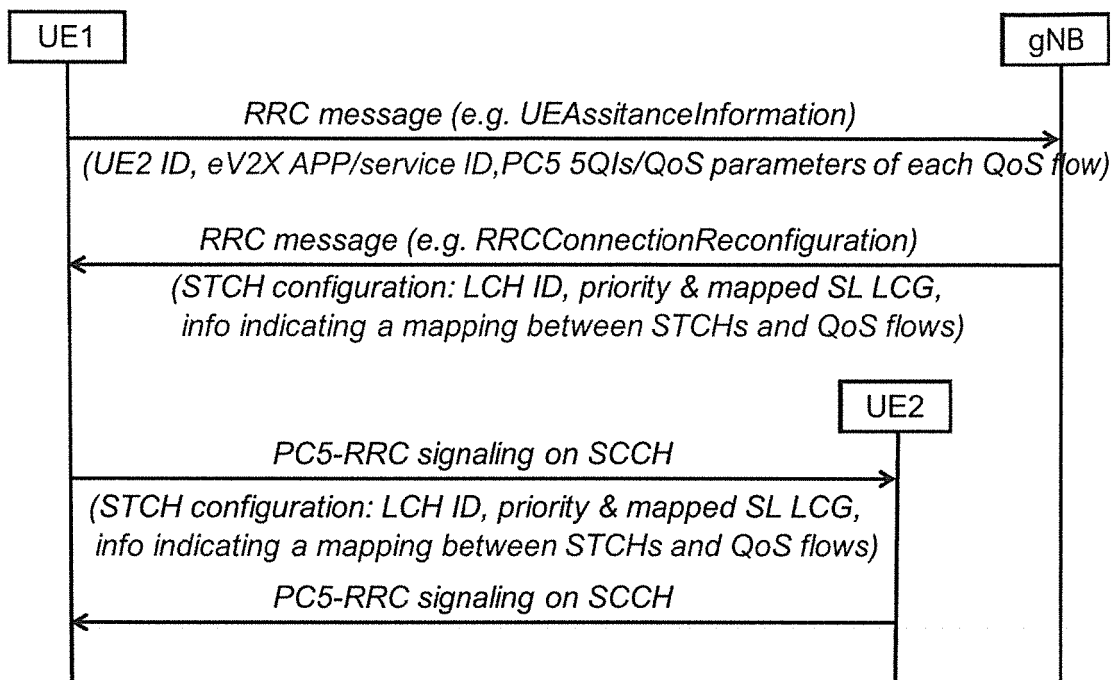 UE1
gNB
RRC message (e.g. UEAssitanceInformation)
(UE2 ID, eV2X APP/service ID,PC5 5QIs/QoS parameters of each QoS flow)
RRC message (e.g. RRCConnectionReconfiguration)
(STCH configuration: LCH ID, priority & mapped SL LCG,
info indicating a mapping between STCHs and QoS flows)
UE2
PC5-RRC signaling on SCCH
(STCH configuration: LCH ID, priority & mapped SL LCG,
info indicating a mapping between STCHs and QoS flows)
PC5-RRC signaling on SCCH